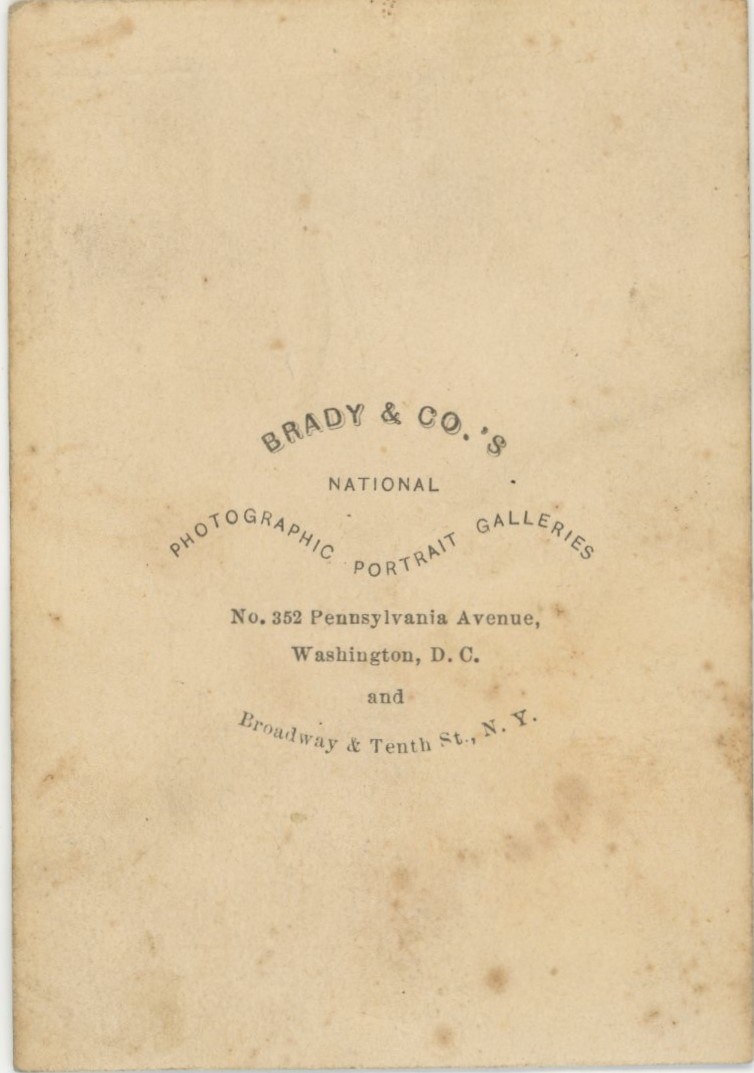 BRADY & CO.'S
NATIONAL
PHOTOGRAPHIC PORTRAIT GALLERIES
No. 352 Pennsylvania Avenue,
Washington, D. C.
and
Broadway & Tenth St., N. Y.